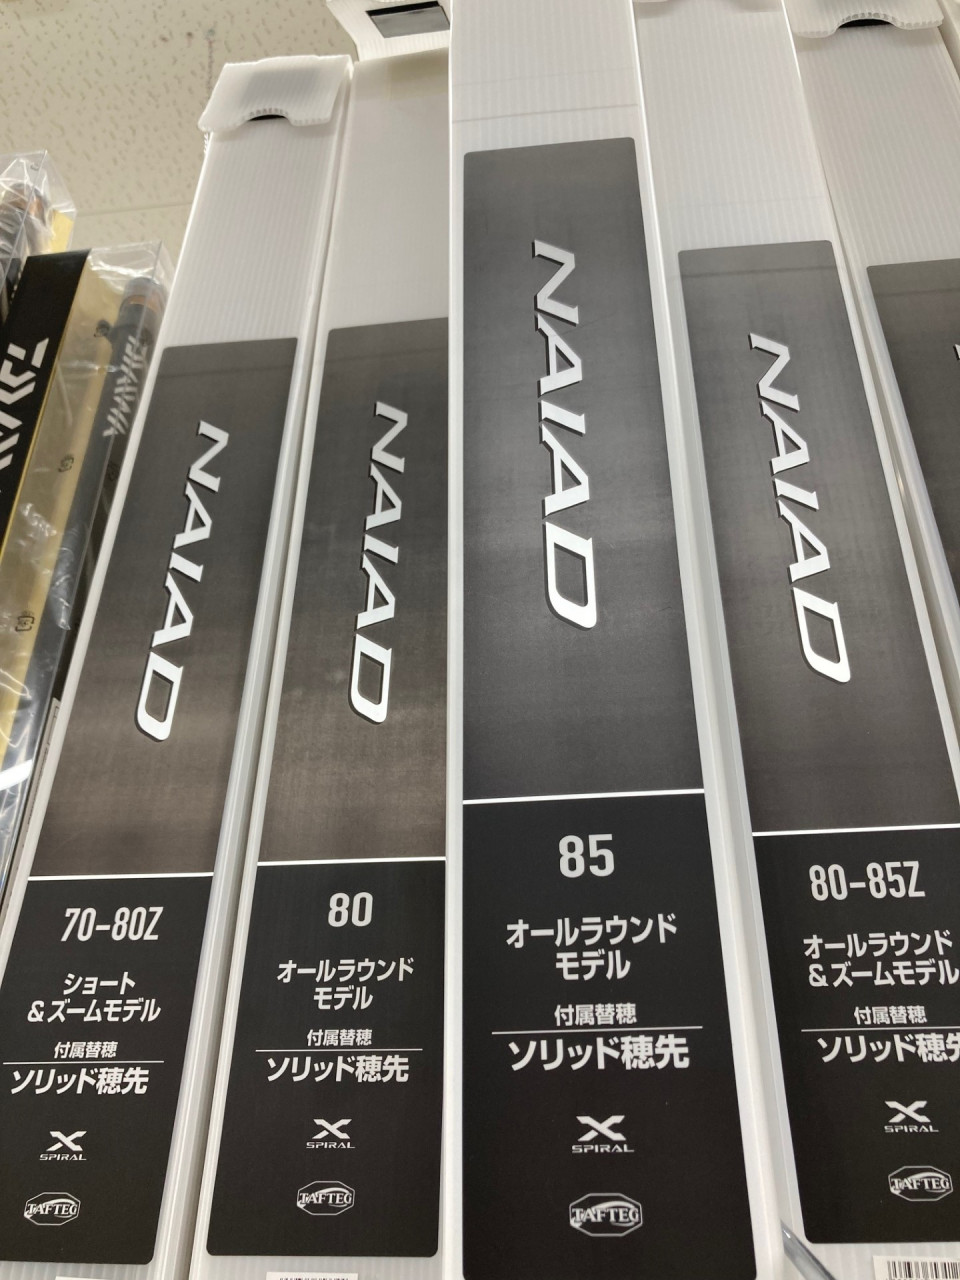 NAIAD
70-80Z
ショート
&ズームモデル
付属替穂
ソリッド穂先
X
SPIRAL
TAFTEG
NAIAD
80
オールラウンド
モデル
付属替穂
ソリッド穂先
X
SPIRAL
TAFTEG
NAIAD
85
オールラウンド
モデル
付属替穂
ソリッド穂先
X
SPIRAL
TAFTEG
NAIAD
80-85Z
オールラウンド
&ズームモデル
付属替穂
ソリッド穂先
X
SPIRAL
TAFTEG